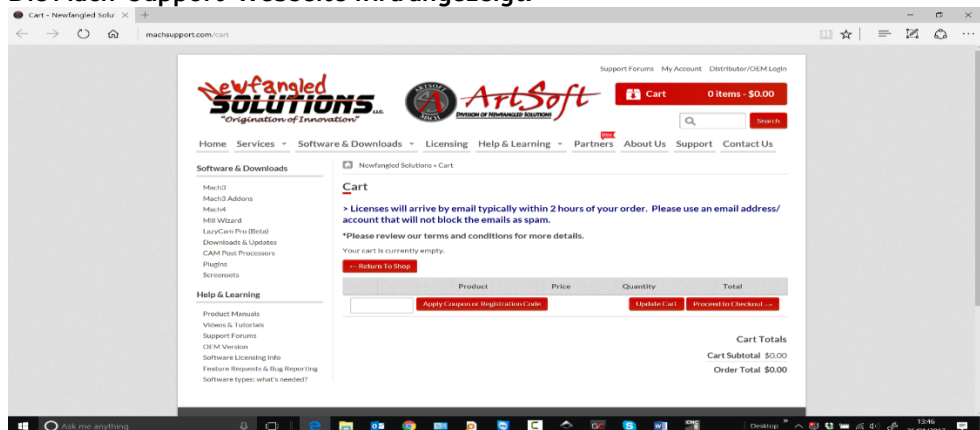 Die Mach-Support-Webseite wird angezeigt.
Cart - Newfangled Solu
machsupport.com/cart
Support Forums My Account Distributor/OEM Login
Newfangled
SOLUTIONS LLC
"Origination of Innovation"
ARTSOFT
MACH
ArtSoft
DIVISION OF NEWFANGLED SOLUTIONS
Cart 0 items - $0.00
Search
Home Services Software & Downloads Licensing Help & Learning Partners About Us Support Contact Us
Software & Downloads
Mach3
Mach3 Addons
Mach4
Mill Wizard
LazyCam Pro (Beta)
Downloads & Updates
CAM Post Processors
Plugins
Screensets
Help & Learning
Product Manuals
Videos & Tutorials
Support Forums
OEM Version
Software Licensing Info
Feature Requests & Bug Reporting
Software types: what's needed?
Newfangled Solutions » Cart
Cart
> Licenses will arrive by email typically within 2 hours of your order. Please use an email address/
account that will not block the emails as spam.
*Please review our terms and conditions for more details.
Your cart is currently empty.
← Return To Shop
Product Price Quantity Total
Apply Coupon or Registration Code Update Cart Proceed to Checkout →
Cart Totals
Cart Subtotal $0.00
Order Total $0.00
Ask me anything
Desktop
13:46